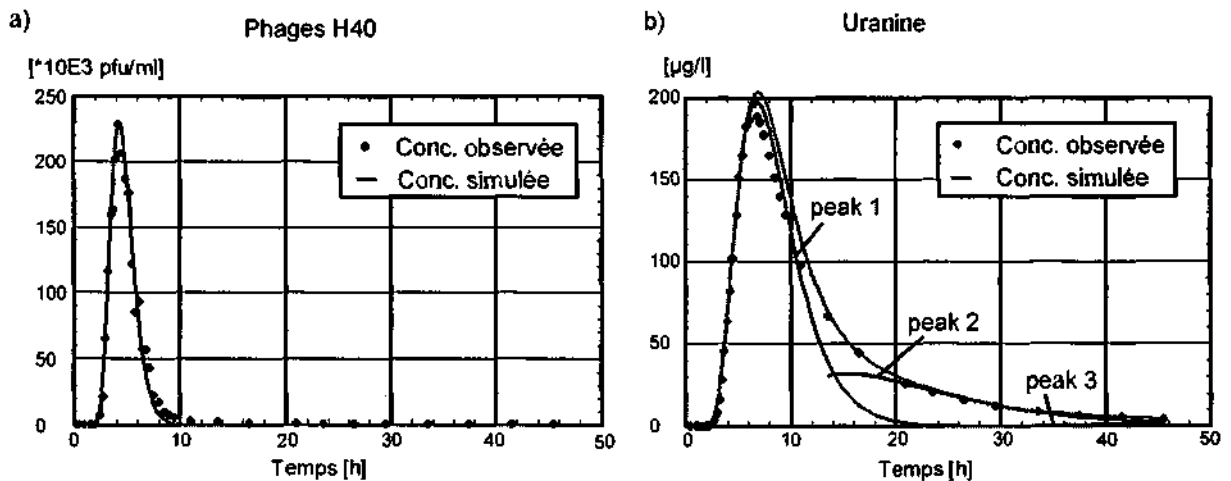 a)
Phages H40
[*10E3 pfu/ml]
250
200
150
100
50
0
Conc. observée
Conc. simulée
0
10
20
30
40
50
Temps [h]
b)
Uranine
[µg/l]
200
150
100
50
0
Conc. observée
Conc. simulée
peak 1
peak 2
peak 3
0
10
20
30
40
50
Temps [h]